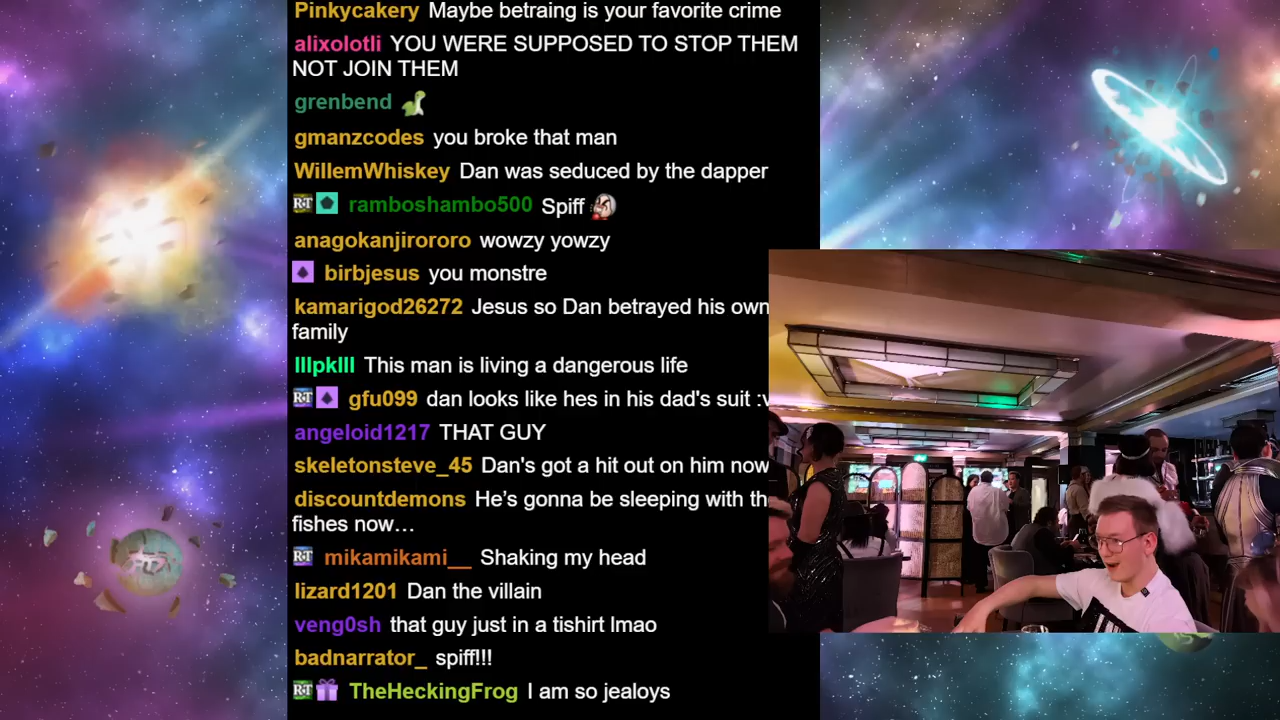 Pinkycakery Maybe betraing is your favorite crime
alixolotli YOU WERE SUPPOSED TO STOP THEM
NOT JOIN THEM
grenbend
gmanzcodes you broke that man
WillemWhiskey Dan was seduced by the dapper
RT ramboshambo500 Spiff
anagokanjirororo wowzy yowzy
birbjesus you monstre
kamarigod26272 Jesus so Dan betrayed his own
family
lllpklll This man is living a dangerous life
RT gfu099 dan looks like hes in his dad's suit :v
angeloid1217 THAT GUY
skeletonsteve_45 Dan's got a hit out on him now
discountdemons He's gonna be sleeping with th
fishes now…
RT mikamikami__ Shaking my head
lizard1201 Dan the villain
veng0sh that guy just in a tishirt lmao
badnarrator_ spiff!!!
RT TheHeckingFrog I am so jealoys